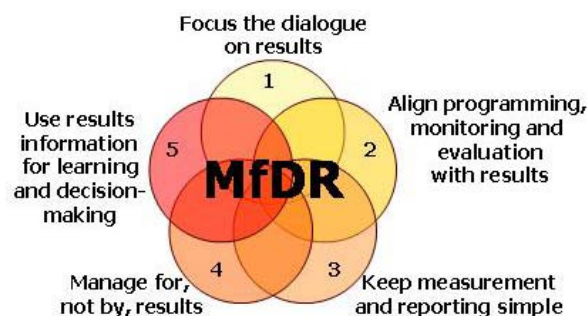 Focus the dialogue
on results
1
Align programming,
monitoring and
evaluation
with results
2
Use results
information
for learning
and decision-
making
5
MfDR
Manage for,
not by, results
4
3
Keep measurement
and reporting simple